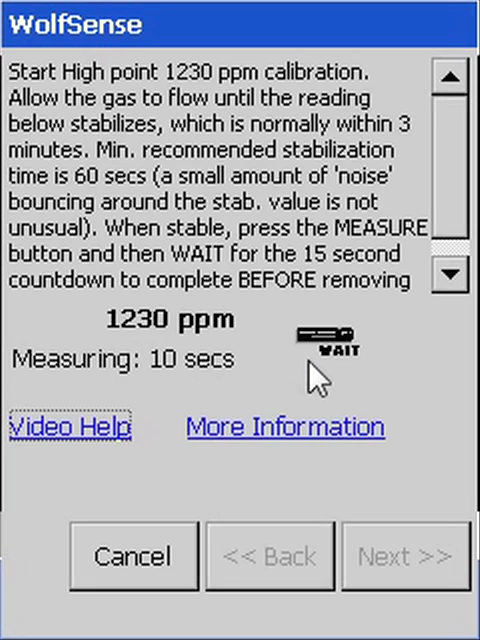 WolfSense
Start High point 1230 ppm calibration.
Allow the gas to flow until the reading
below stabilizes, which is normally within 3
minutes. Min. recommended stabilization
time is 60 secs (a small amount of 'noise'
bouncing around the stab. value is not
unusual). When stable, press the MEASURE
button and then WAIT for the 15 second
countdown to complete BEFORE removing
1230 ppm
WAIT
Measuring: 10 secs
Video Help
More Information
Cancel
<< Back
Next >>